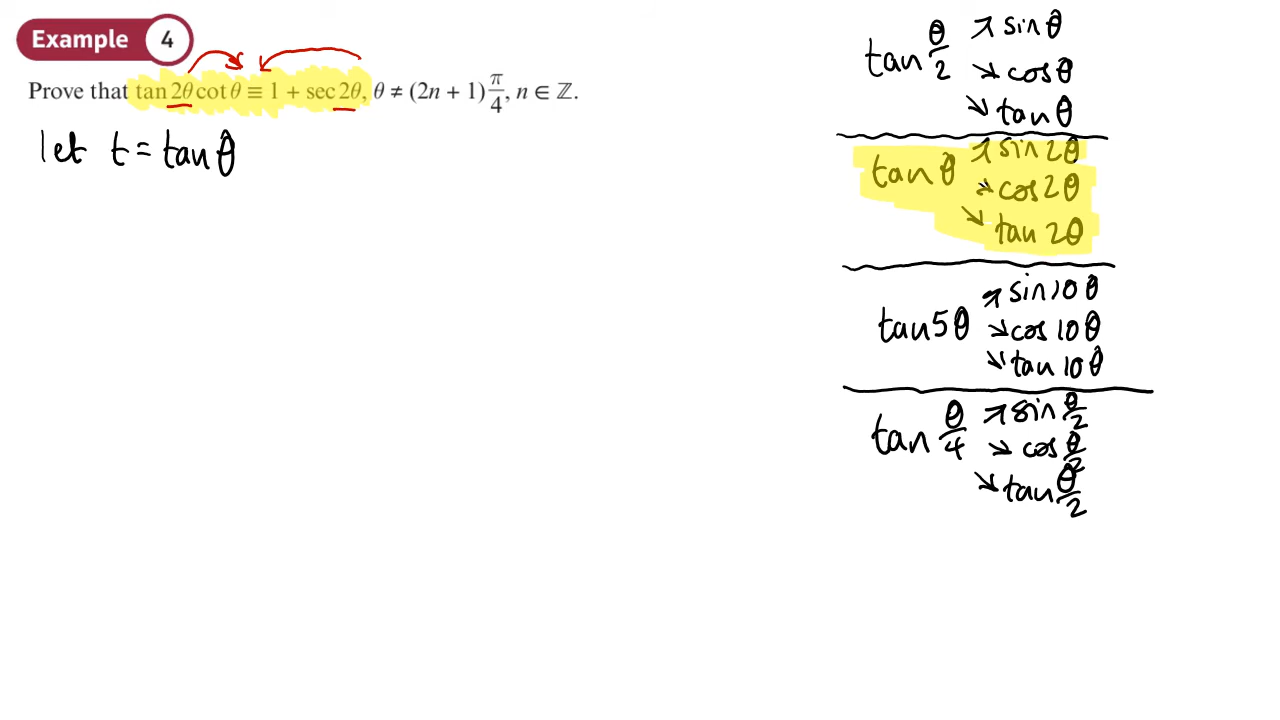 Example 4
Prove that tan 2θ cot θ ≡ 1 + sec 2θ, θ ≠ (2n + 1) π/4, n ∈ ℤ.
let t = tan θ
tan θ/2 ↗ sin θ
↘ cos θ
↘ tan θ
tan θ ↗ sin 2θ
↘ cos 2θ
↘ tan 2θ
tan 5θ ↗ sin 10θ
↘ cos 10θ
↘ tan 10θ
tan θ/4 ↗ sin θ/2
↘ cos θ/2
↘ tan θ/2